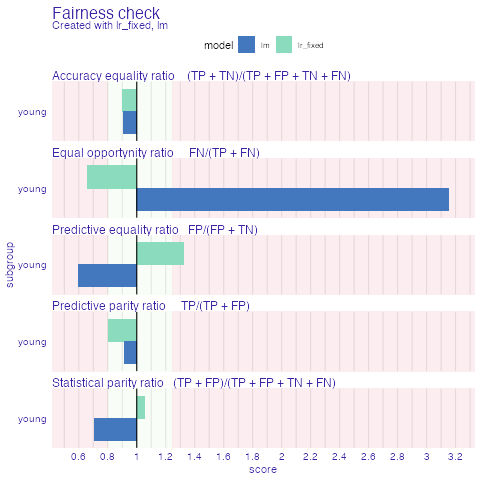 Fairness check
Created with lr_fixed, lm
model lm lr_fixed
Accuracy equality ratio (TP + TN)/(TP + FP + TN + FN)
young
Equal opportynity ratio FN/(TP + FN)
young
Predictive equality ratio FP/(FP + TN)
young
Predictive parity ratio TP/(TP + FP)
young
Statistical parity ratio (TP + FP)/(TP + FP + TN + FN)
young
subgroup
0.6 0.8 1 1.2 1.4 1.6 1.8 2 2.2 2.4 2.6 2.8 3 3.2
score